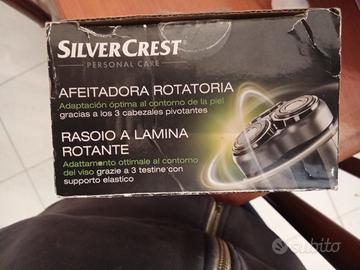 SILVERCREST®
PERSONAL CARE
AFEITADORA ROTATORIA
Adaptación óptima al contorno de la piel
gracias a los 3 cabezales pivotantes
RASOIO A LAMINA
ROTANTE
Adattamento ottimale al contorno
del viso grazie a 3 testine con
supporto elastico
subito